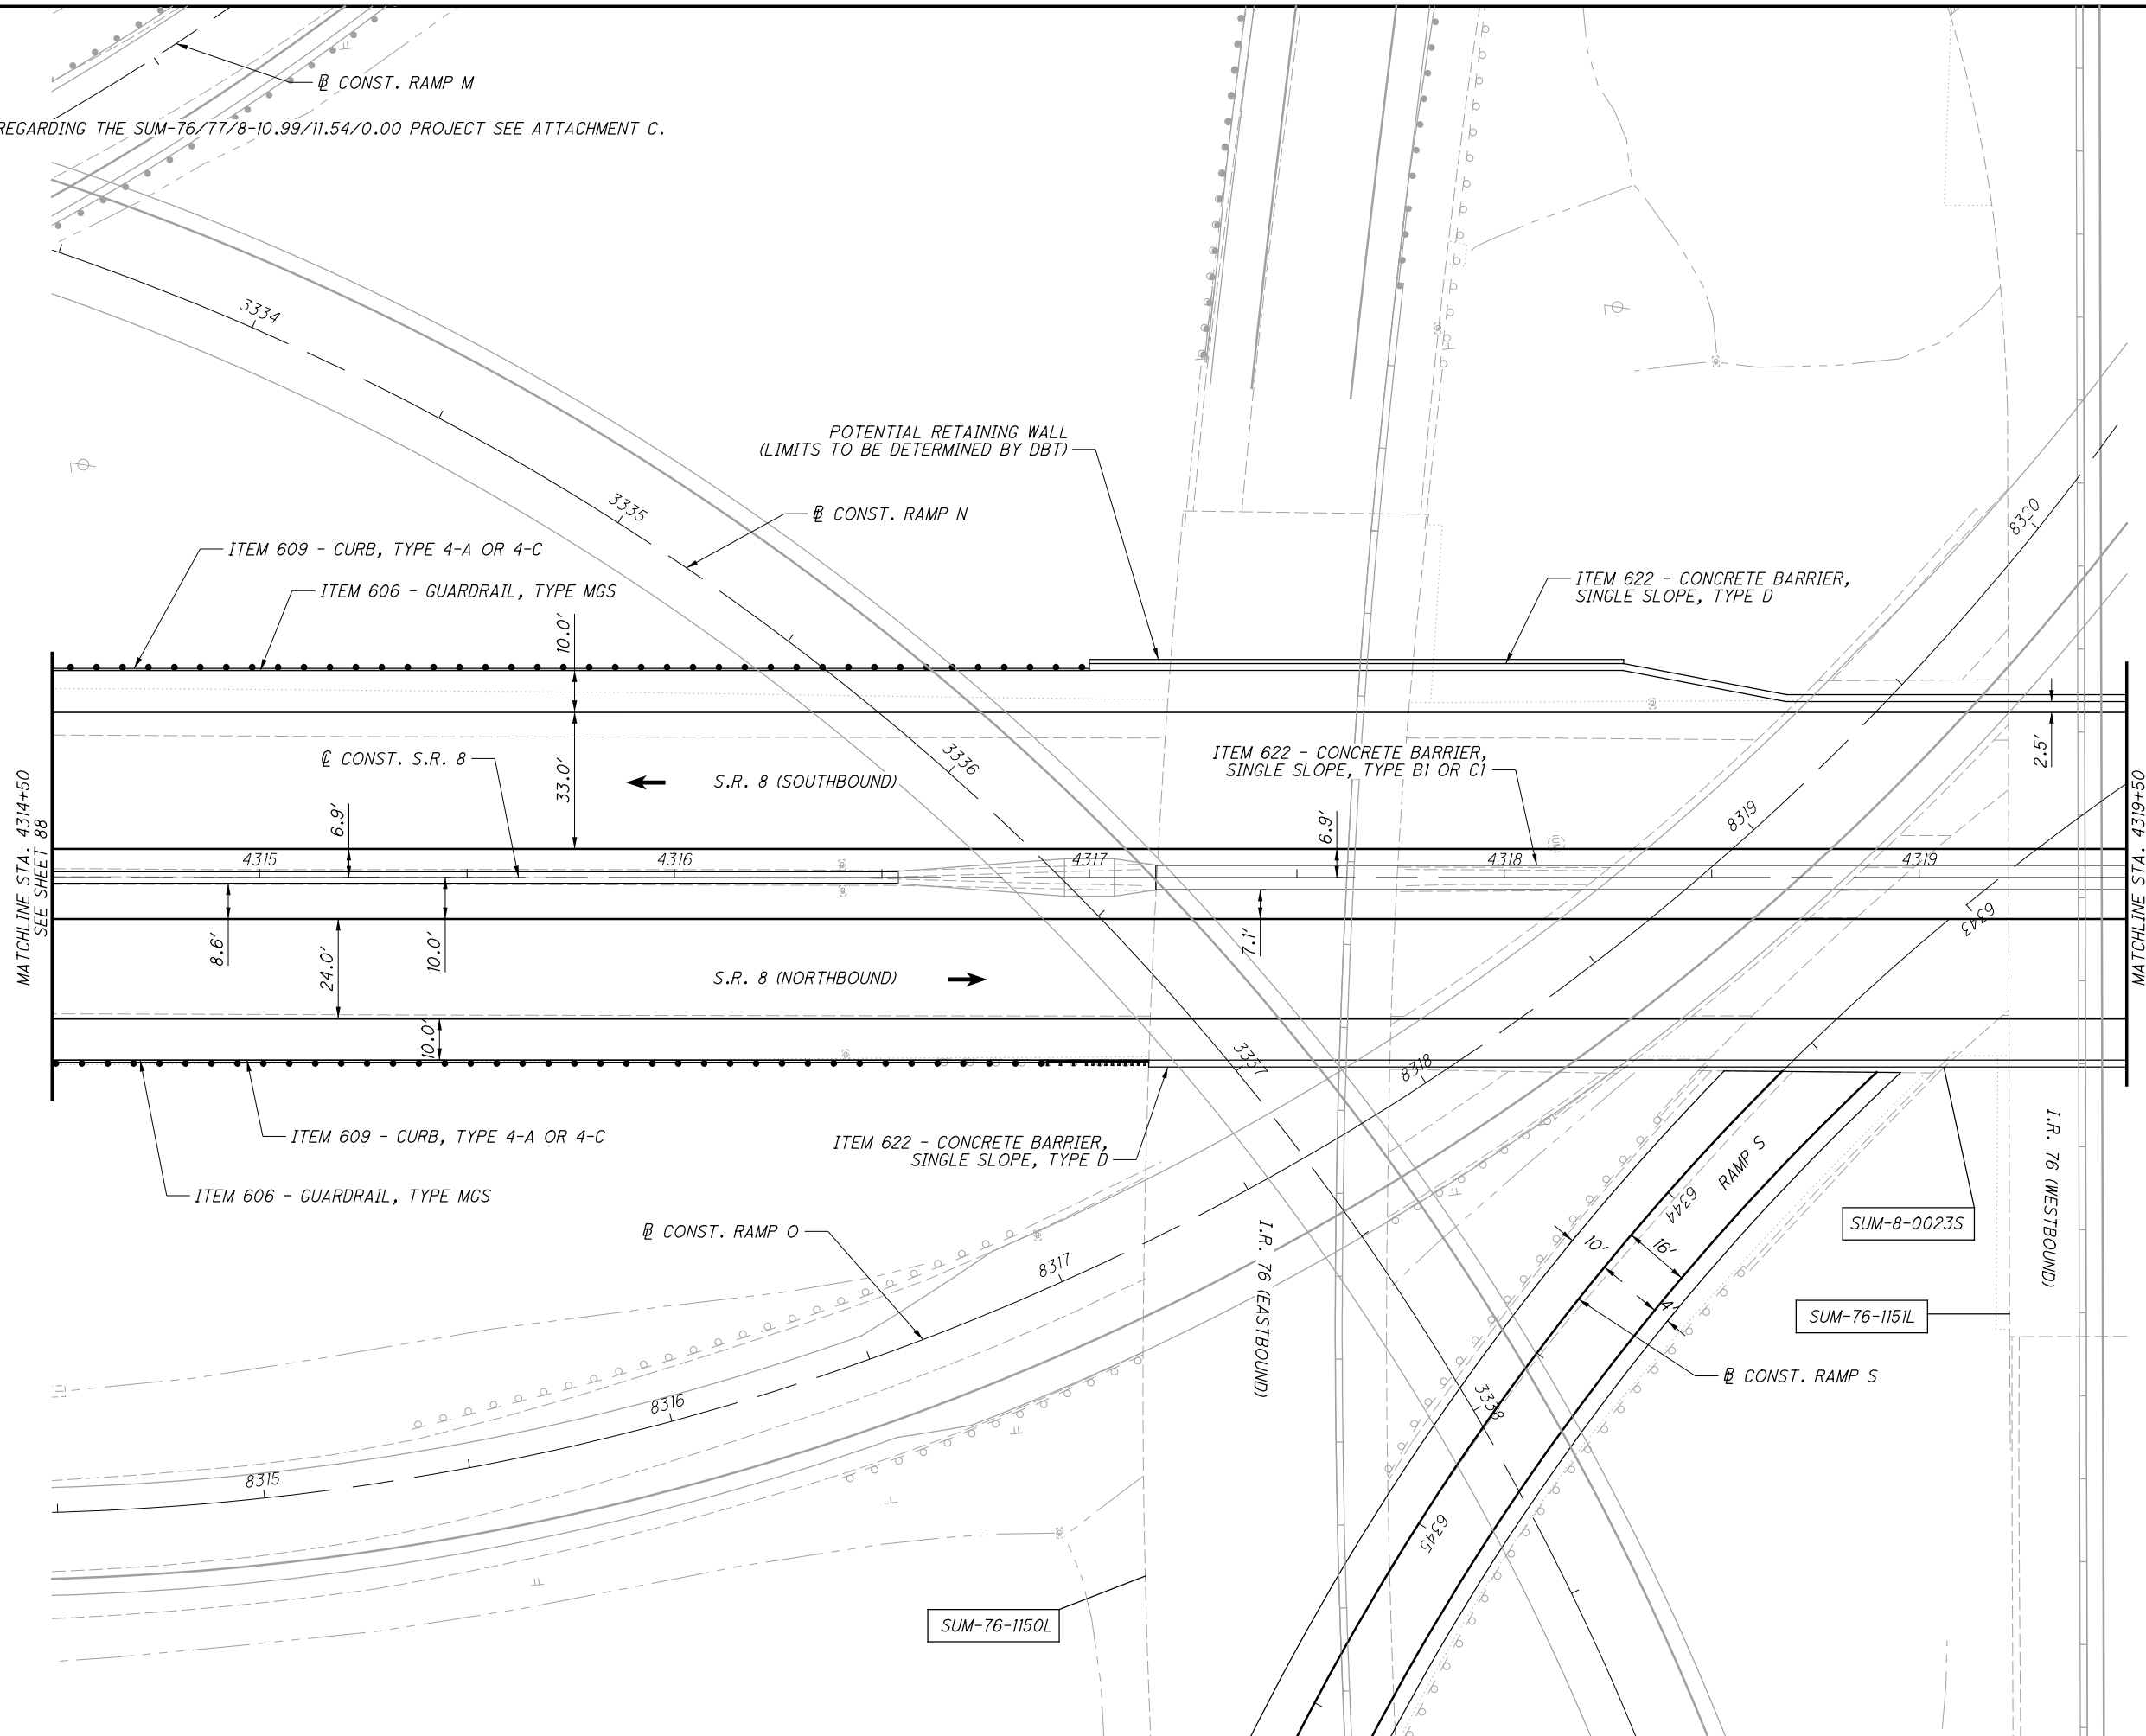 ℄ CONST. RAMP M
REGARDING THE SUM-76/77/8-10.99/11.54/0.00 PROJECT SEE ATTACHMENT C.
3334
POTENTIAL RETAINING WALL
(LIMITS TO BE DETERMINED BY DBT)
3335
℄ CONST. RAMP N
8320
ITEM 609 - CURB, TYPE 4-A OR 4-C
ITEM 606 - GUARDRAIL, TYPE MGS
ITEM 622 - CONCRETE BARRIER,
SINGLE SLOPE, TYPE D
10.0'
33.0'
2.5'
℄ CONST. S.R. 8
S.R. 8 (SOUTHBOUND)
3336
ITEM 622 - CONCRETE BARRIER,
SINGLE SLOPE, TYPE B1 OR C1
8319
6.9'
6.9'
MATCHLINE STA. 4314+50
SEE SHEET 88
MATCHLINE STA. 4319+50
4315
4316
4317
4318
4319
6343
8.6'
24.0'
10.0'
7.1'
S.R. 8 (NORTHBOUND)
10.0'
3337
8318
ITEM 609 - CURB, TYPE 4-A OR 4-C
ITEM 622 - CONCRETE BARRIER,
SINGLE SLOPE, TYPE D
ITEM 606 - GUARDRAIL, TYPE MGS
RAMP S
6344
I.R. 76 (WESTBOUND)
SUM-8-0023S
℄ CONST. RAMP O
8317
I.R. 76 (EASTBOUND)
10'
16'
4'
SUM-76-1151L
℄ CONST. RAMP S
8316
3338
8315
6345
SUM-76-1150L